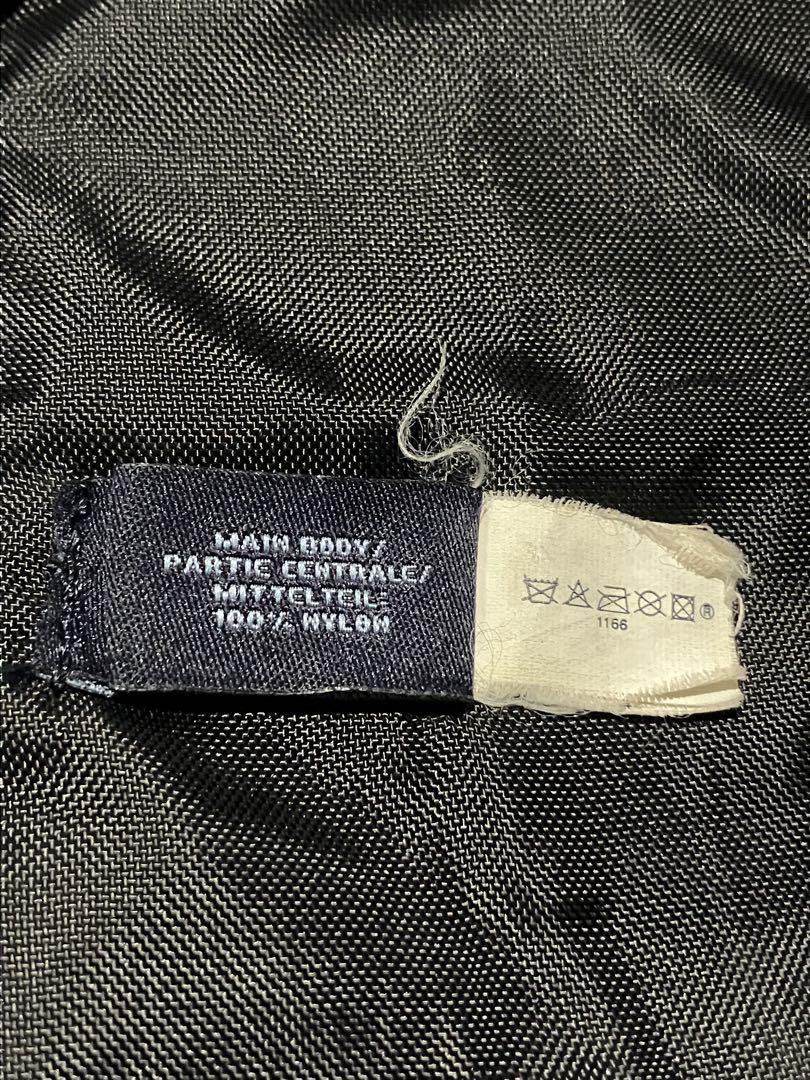 MAIN BODY/
PARTIE CENTRALE/
MITTELTEIL:
100% NYLON
®
1166